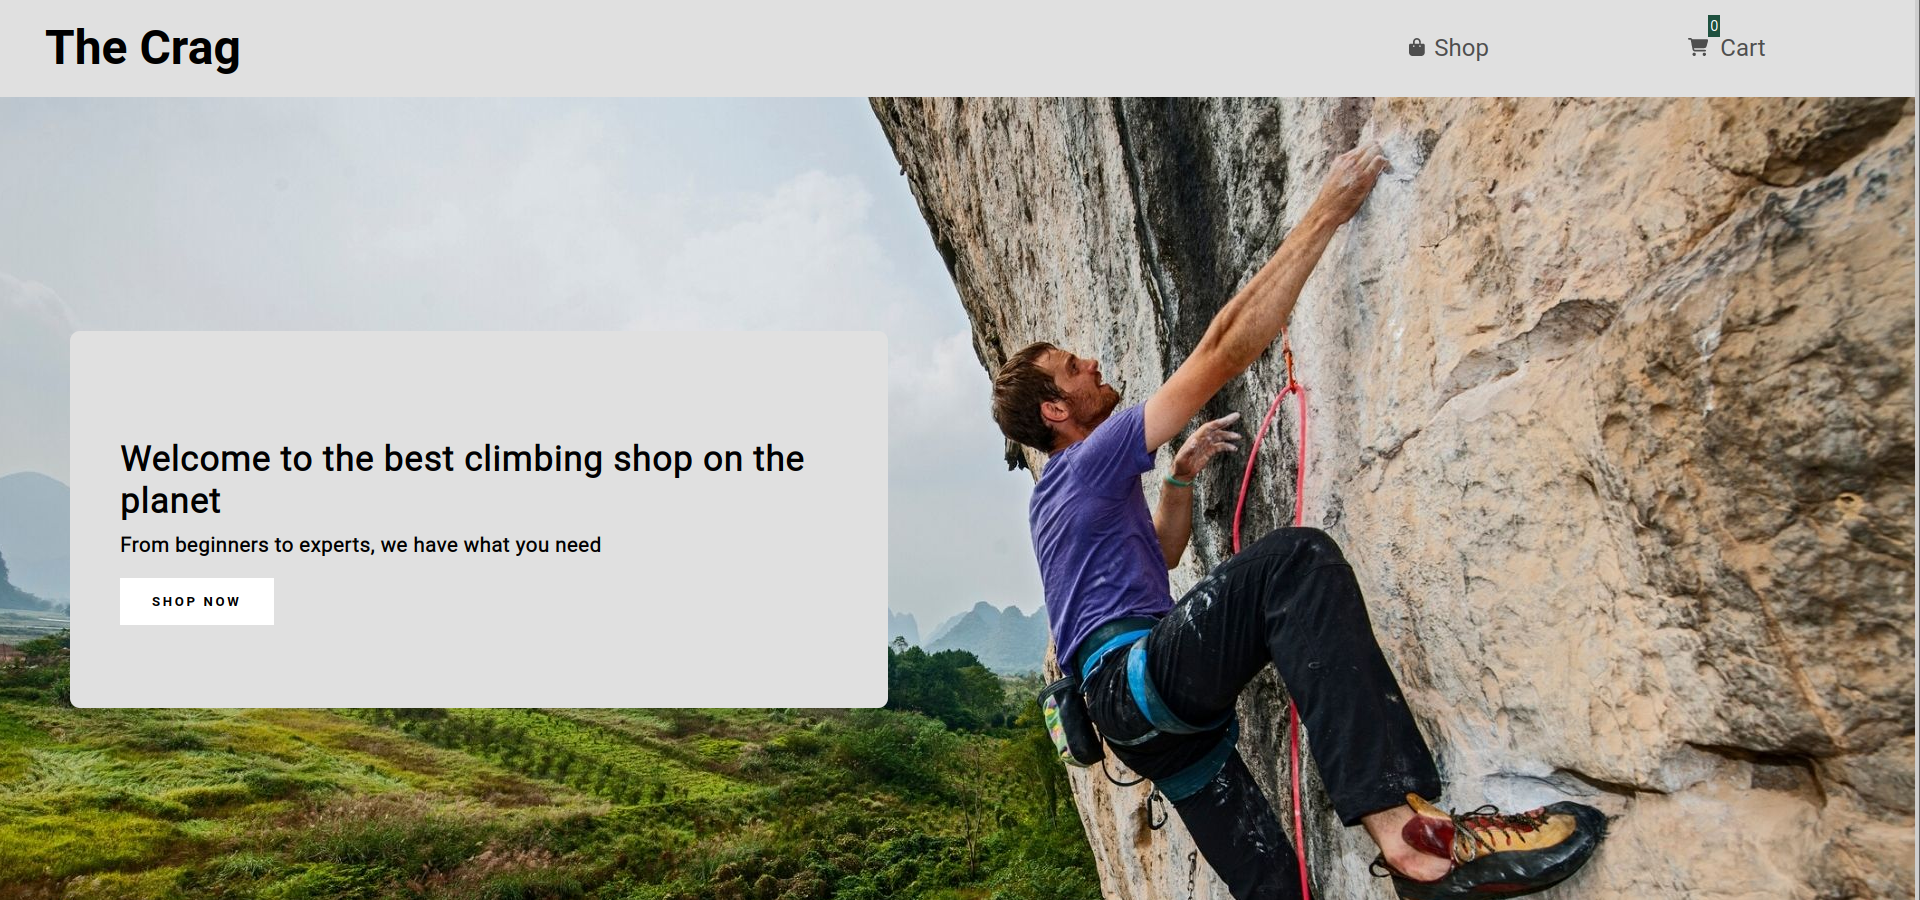 The Crag
Shop
0
Cart
Welcome to the best climbing shop on the
planet
From beginners to experts, we have what you need
SHOP NOW